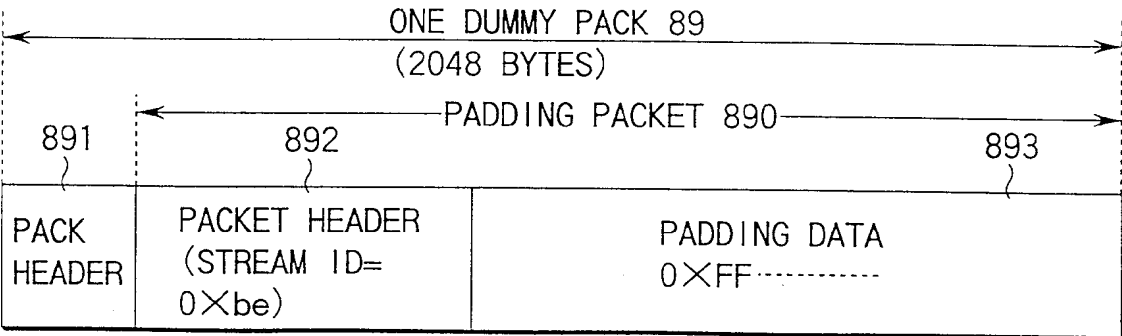 ONE DUMMY PACK 89
(2048 BYTES)
PADDING PACKET 890
891
892
893
PACK
HEADER
PACKET HEADER
(STREAM ID=
0×be)
PADDING DATA
0×FF------------